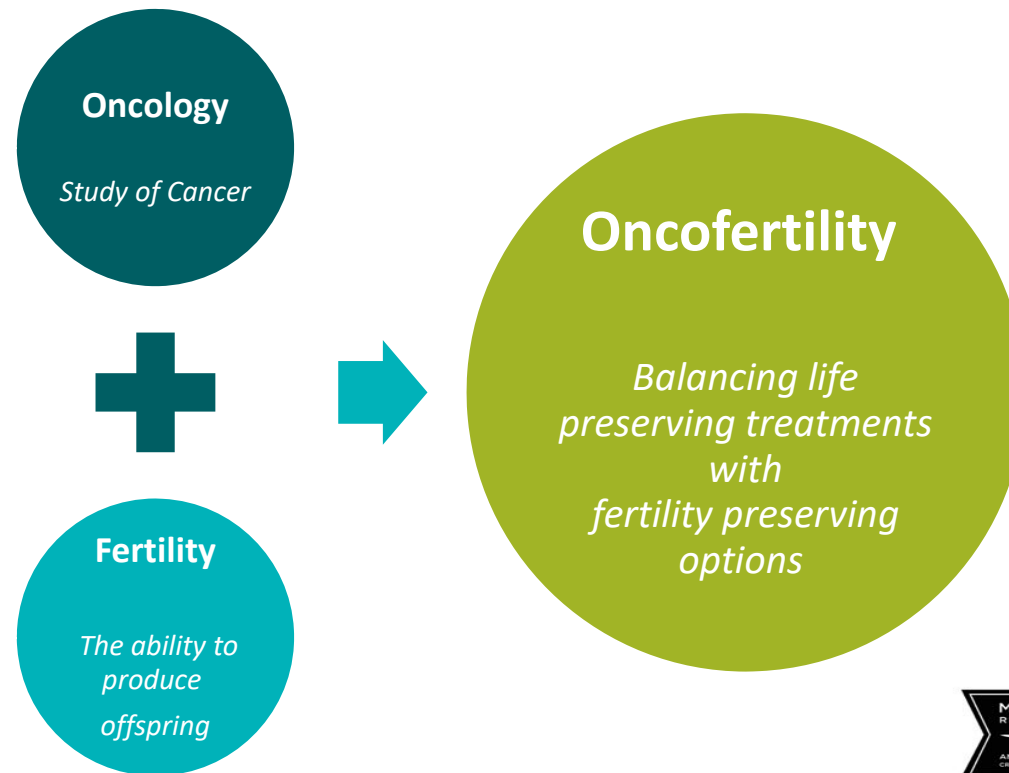 Oncology
Study of Cancer
Fertility
The ability to
produce
offspring
Oncofertility
Balancing life
preserving treatments
with
fertility preserving
options